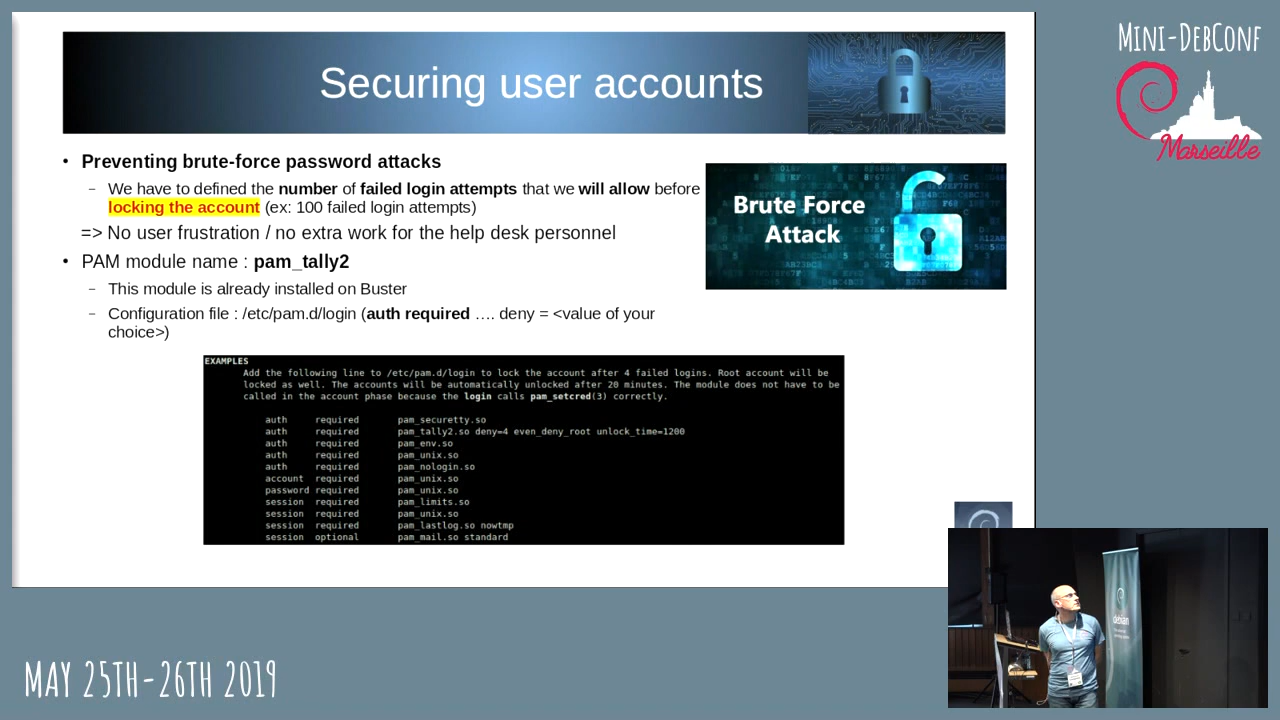 Securing user accounts
MINI-DEBCONF
Marseille
• Preventing brute-force password attacks
– We have to defined the number of failed login attempts that we will allow before
locking the account (ex: 100 failed login attempts)
=> No user frustration / no extra work for the help desk personnel
• PAM module name : pam_tally2
– This module is already installed on Buster
– Configuration file : /etc/pam.d/login (auth required …. deny = <value of your
choice>)
Brute Force
Attack
EXAMPLES
Add the following line to /etc/pam.d/login to lock the account after 4 failed logins. Root account will be
locked as well. The accounts will be automatically unlocked after 20 minutes. The module does not have to be
called in the account phase because the login calls pam_setcred(3) correctly.
auth required pam_securetty.so
auth required pam_tally2.so deny=4 even_deny_root unlock_time=1200
auth required pam_env.so
auth required pam_unix.so
auth required pam_nologin.so
account required pam_unix.so
password required pam_unix.so
session required pam_limits.so
session required pam_unix.so
session required pam_lastlog.so nowtmp
session optional pam_mail.so standard
debian
MAY 25TH-26TH 2019